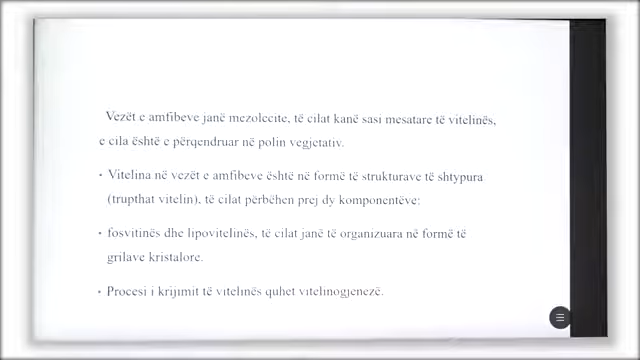 Vezët e amfibeve janë mezolecite, të cilat kanë sasi mesatare të vitelinës,
e cila është e përqendruar në polin vegjetativ.
• Vitelina në vezët e amfibeve është në formë të strukturave të shtypura
(trupthat vitelin), të cilat përbëhen prej dy komponentëve:
• fosvitinës dhe lipovitelinës, të cilat janë të organizuara në formë të
grilave kristalore.
• Procesi i krijimit të vitelinës quhet vitelinogjenezë.